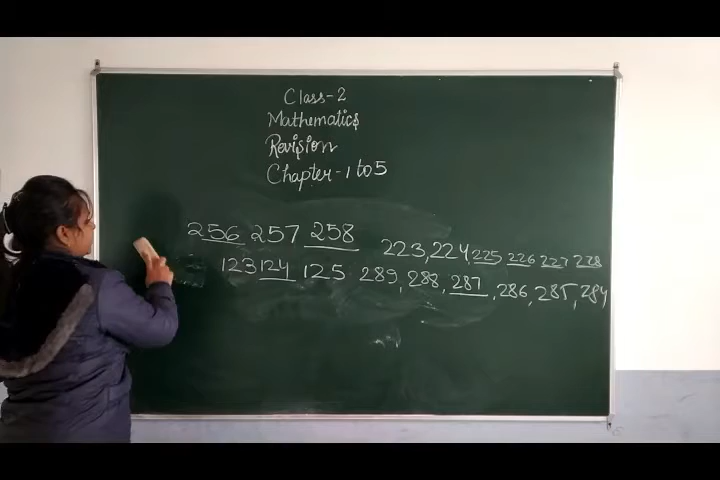 Class-2
Mathematics
Revision
Chapter-1 to 5
256 257 258
223, 224, 225 226 227 228
123 124 125
289, 288, 287, 286, 285, 284